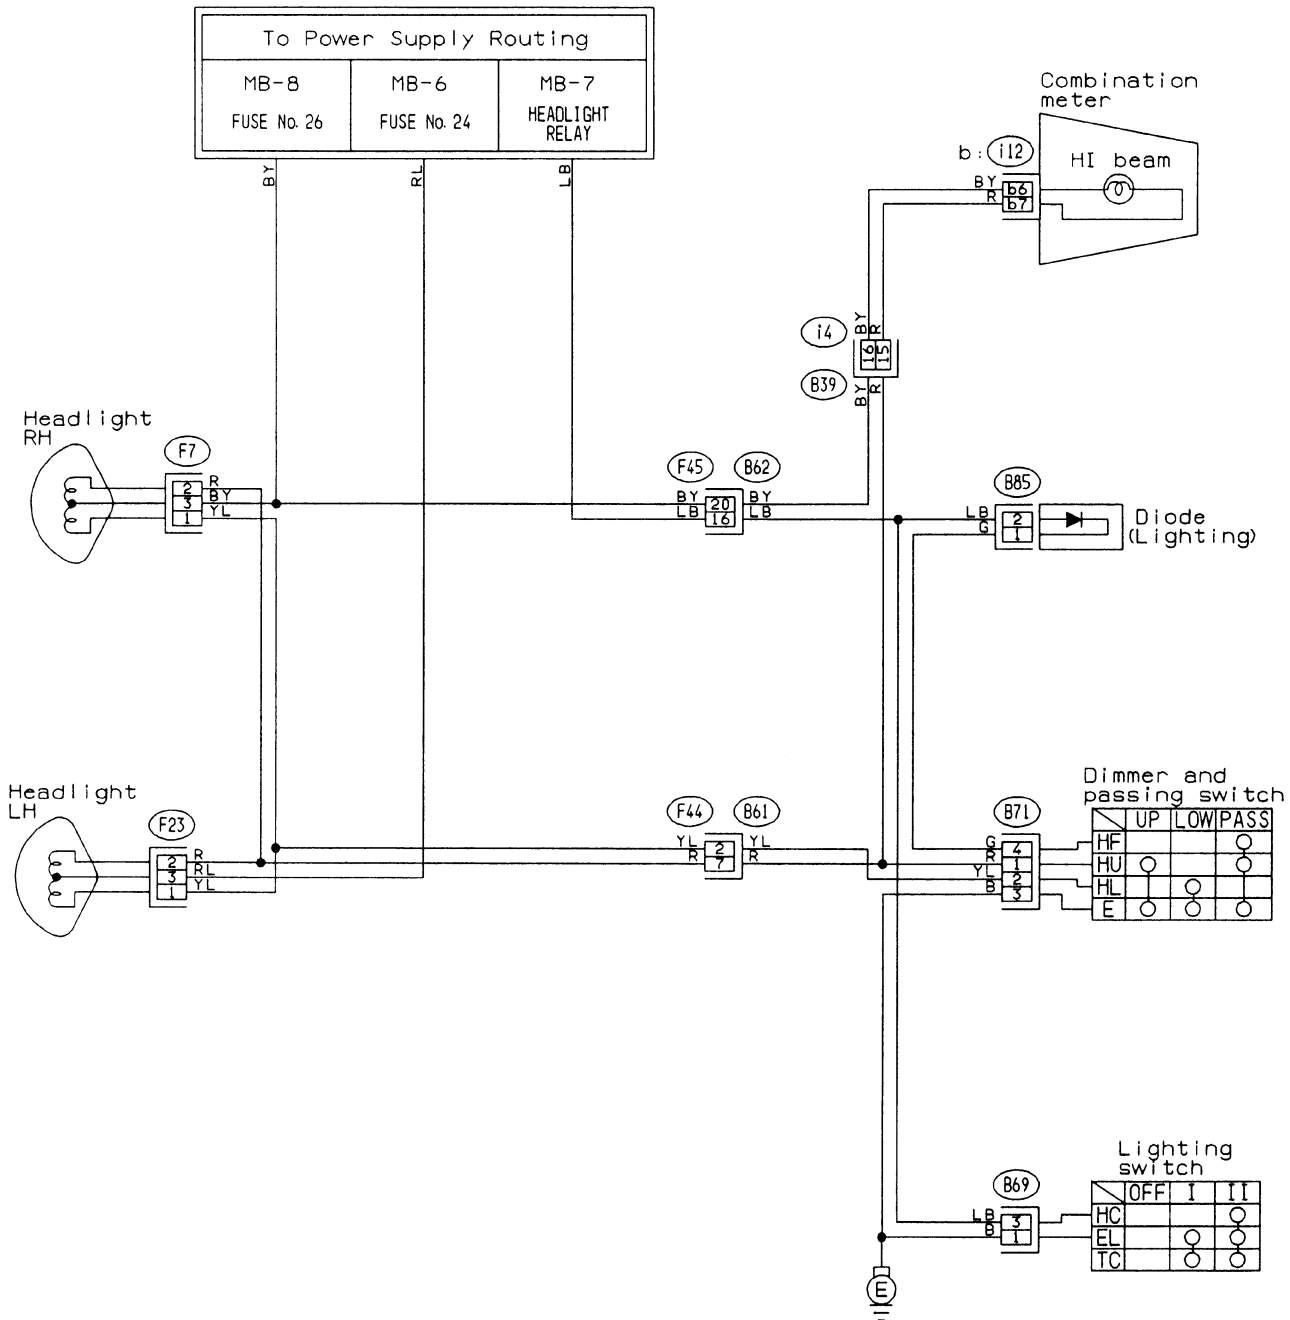 To Power Supply Routing
MB-8
FUSE No. 26
MB-6
FUSE No. 24
MB-7
HEADLIGHT
RELAY
BY
RL
LB
Combination
meter
b : i12
HI beam
BY
R
b6
b7
i4
BY
R
16
15
B39
BY
R
Headlight
RH
F7
2
3
1
R
BY
YL
F45
B62
BY
LB
20
16
BY
LB
B85
LB
G
2
1
Diode
(Lighting)
Headlight
LH
F23
2
3
1
R
RL
YL
F44
B61
YL
R
2
7
YL
R
B71
G
R
YL
B
4
1
2
3
Dimmer and
passing switch
UP LOW PASS
HF
HU
HL
E
Lighting
switch
B69
LB
B
3
1
OFF I II
HC
EL
TC
E